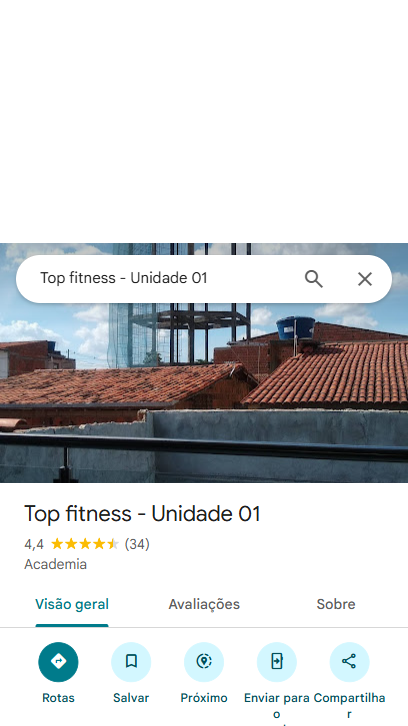 Top fitness - Unidade 01
Top fitness - Unidade 01
4,4 (34)
Academia
Visão geral Avaliações Sobre
Rotas Salvar Próximo Enviar para o Compartilhar